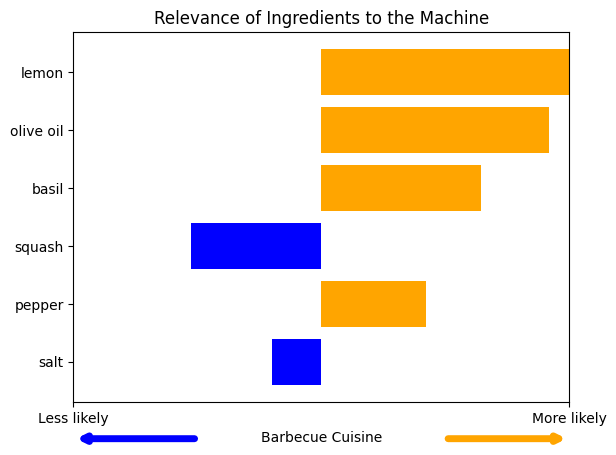 Relevance of Ingredients to the Machine
lemon
olive oil
basil
squash
pepper
salt
Less likely
More likely
Barbecue Cuisine